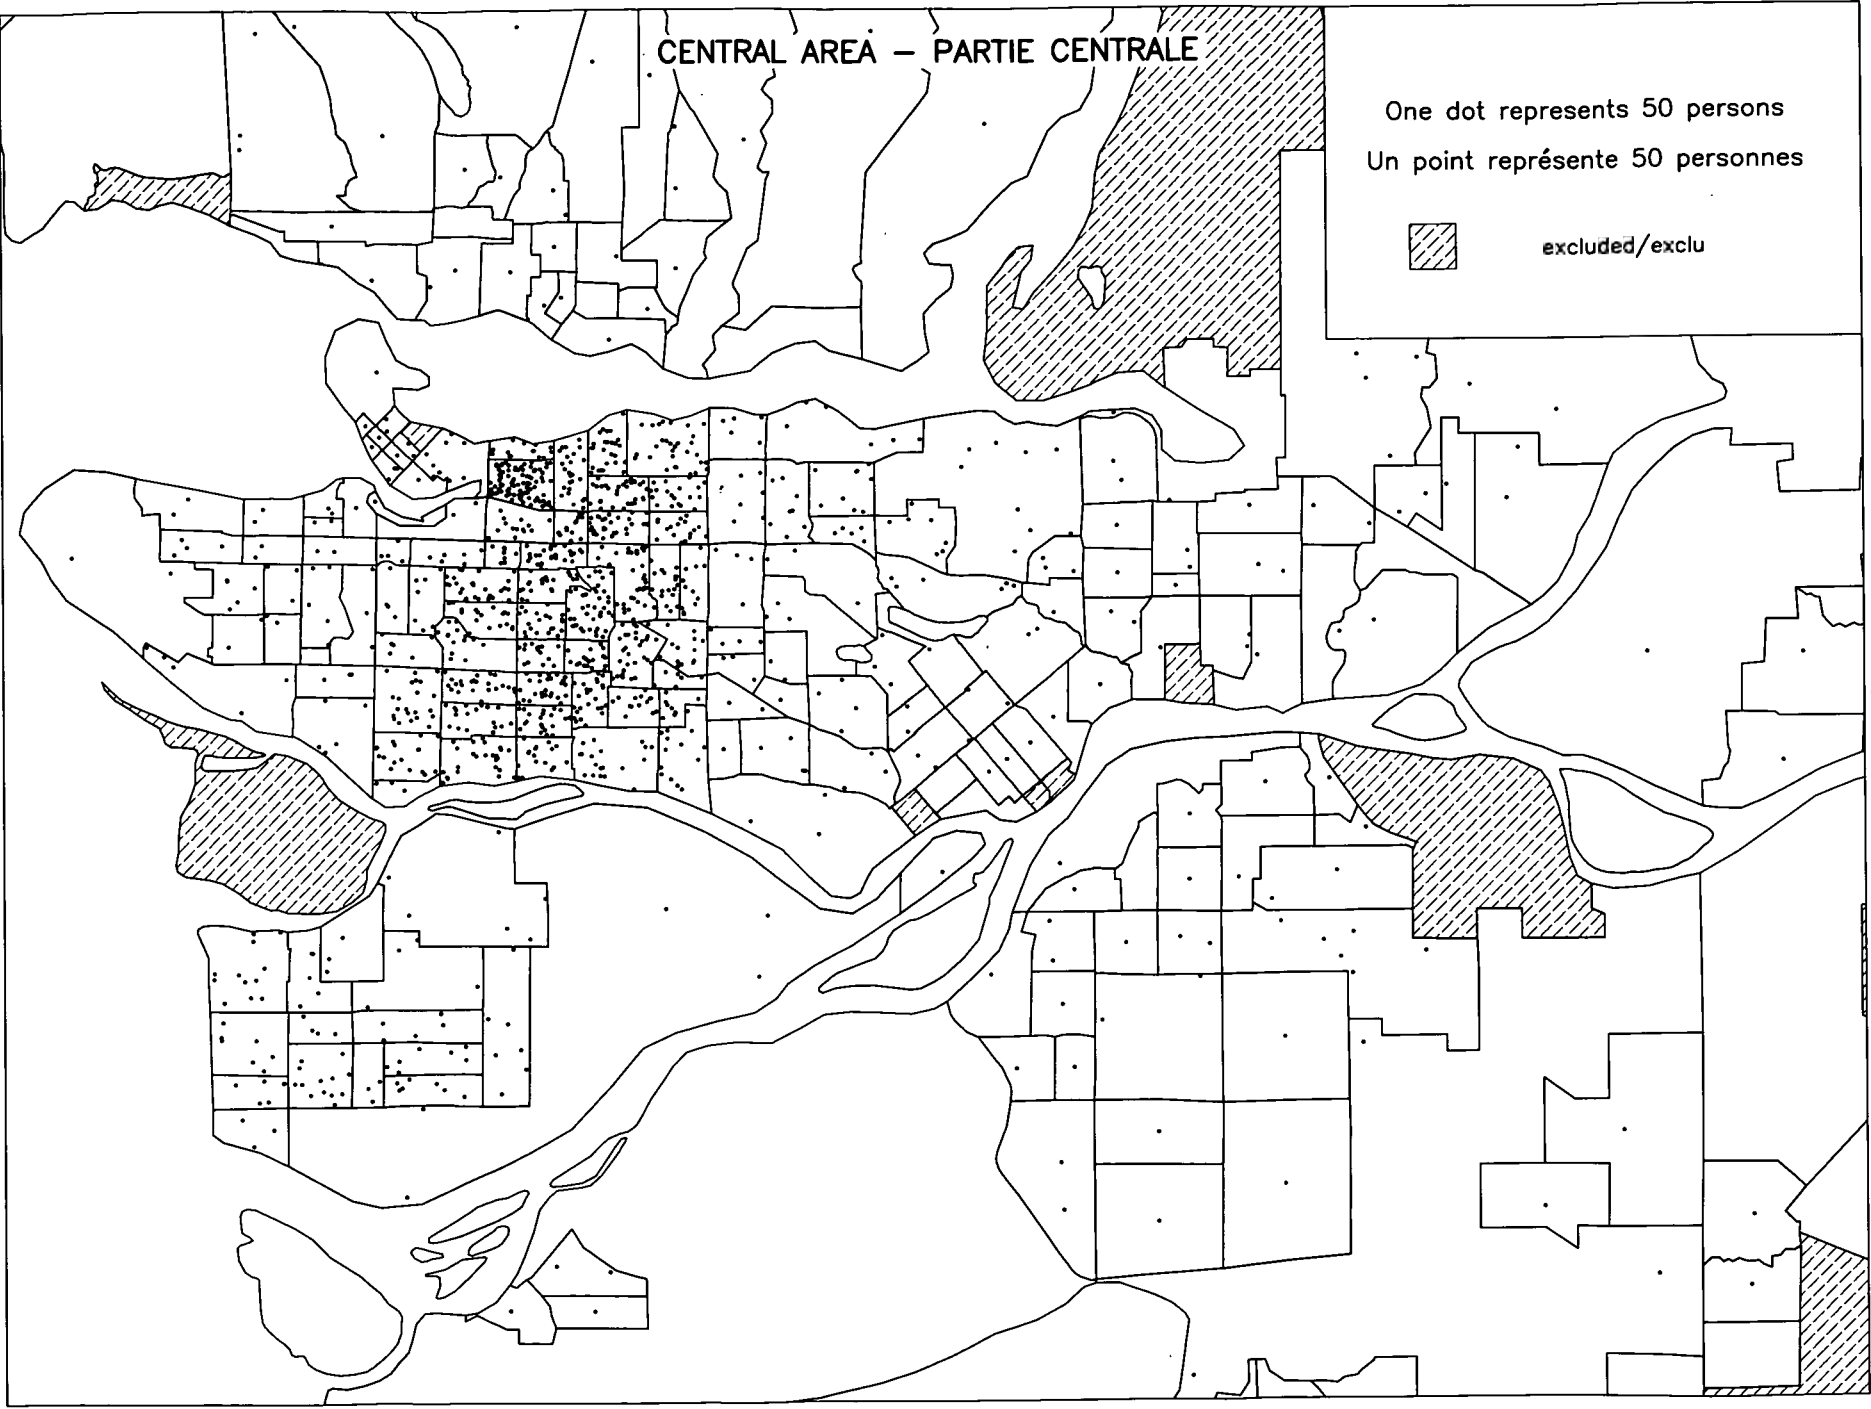 CENTRAL AREA – PARTIE CENTRALE
One dot represents 50 persons
Un point représente 50 personnes
excluded/exclu